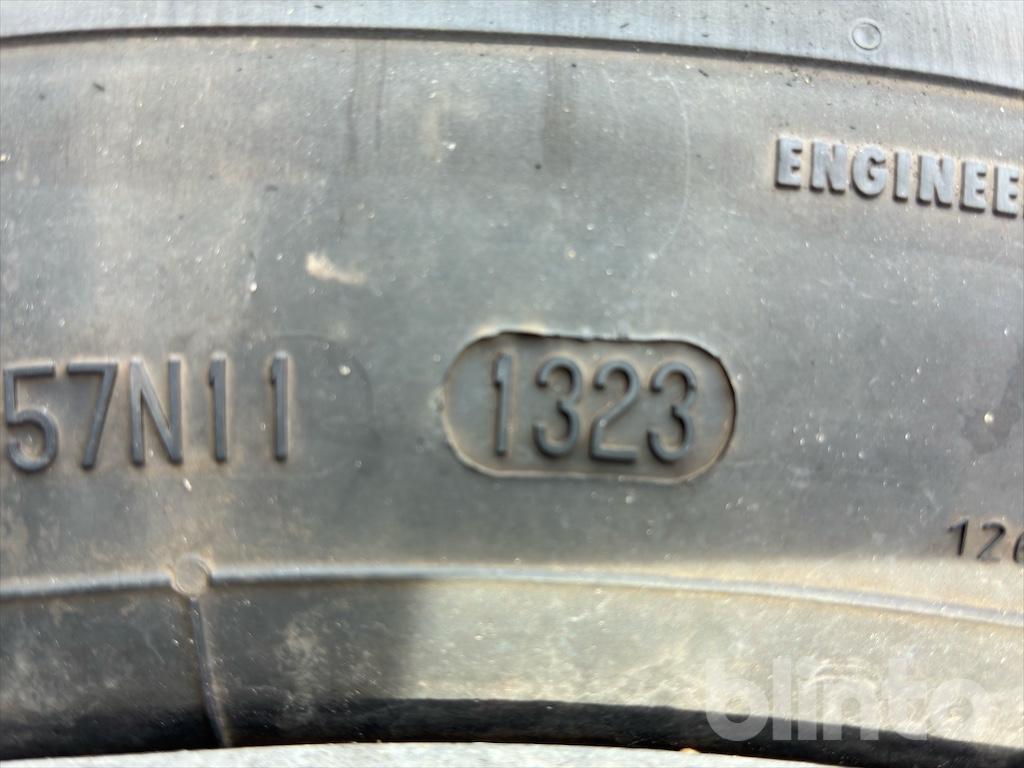 ENGINEE
57N11 1323
126
blinto